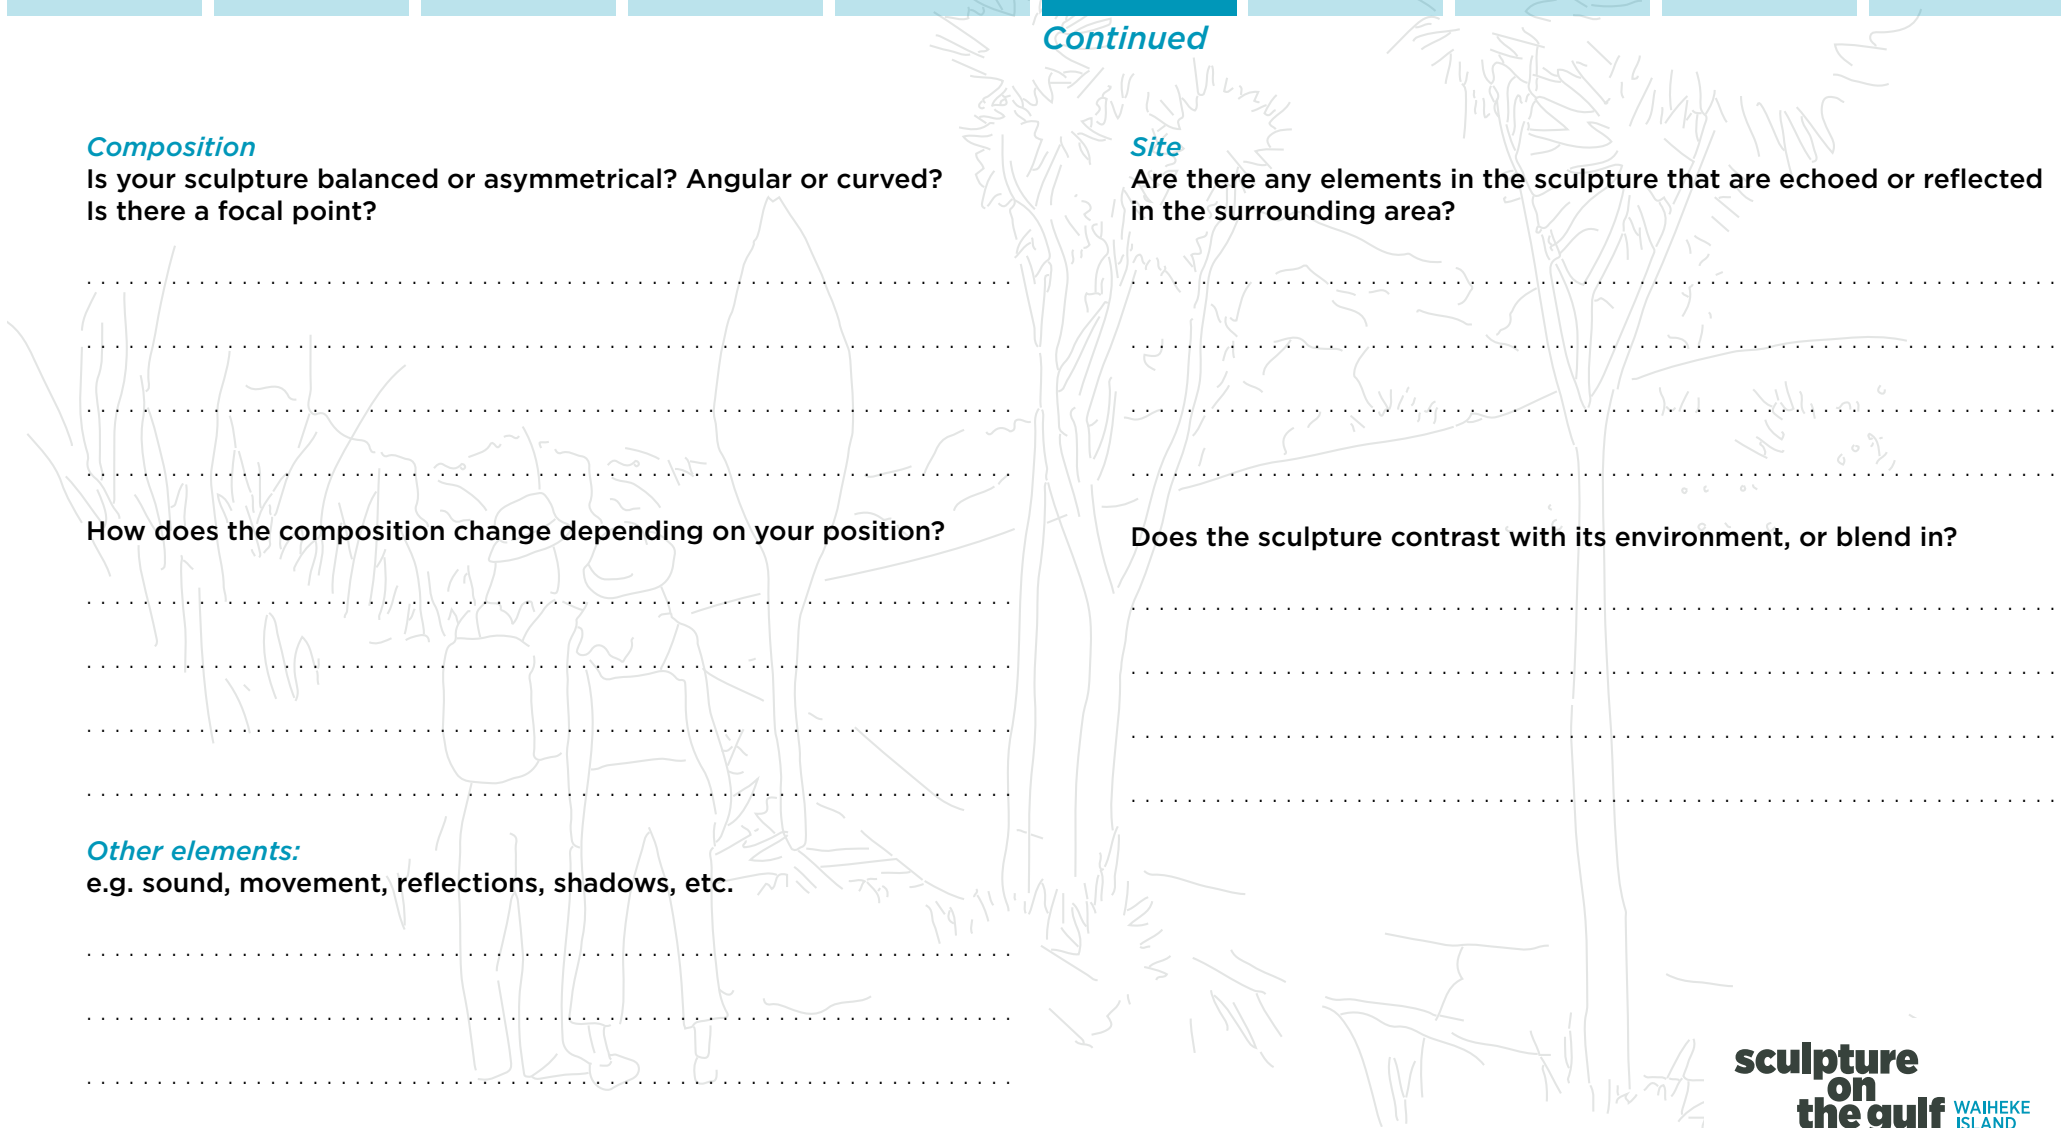 Continued
Composition
Is your sculpture balanced or asymmetrical? Angular or curved?
Is there a focal point?
How does the composition change depending on your position?
Other elements:
e.g. sound, movement, reflections, shadows, etc.
Site
Are there any elements in the sculpture that are echoed or reflected
in the surrounding area?
Does the sculpture contrast with its environment, or blend in?
sculpture
on
the gulf
WAIHEKE
ISLAND